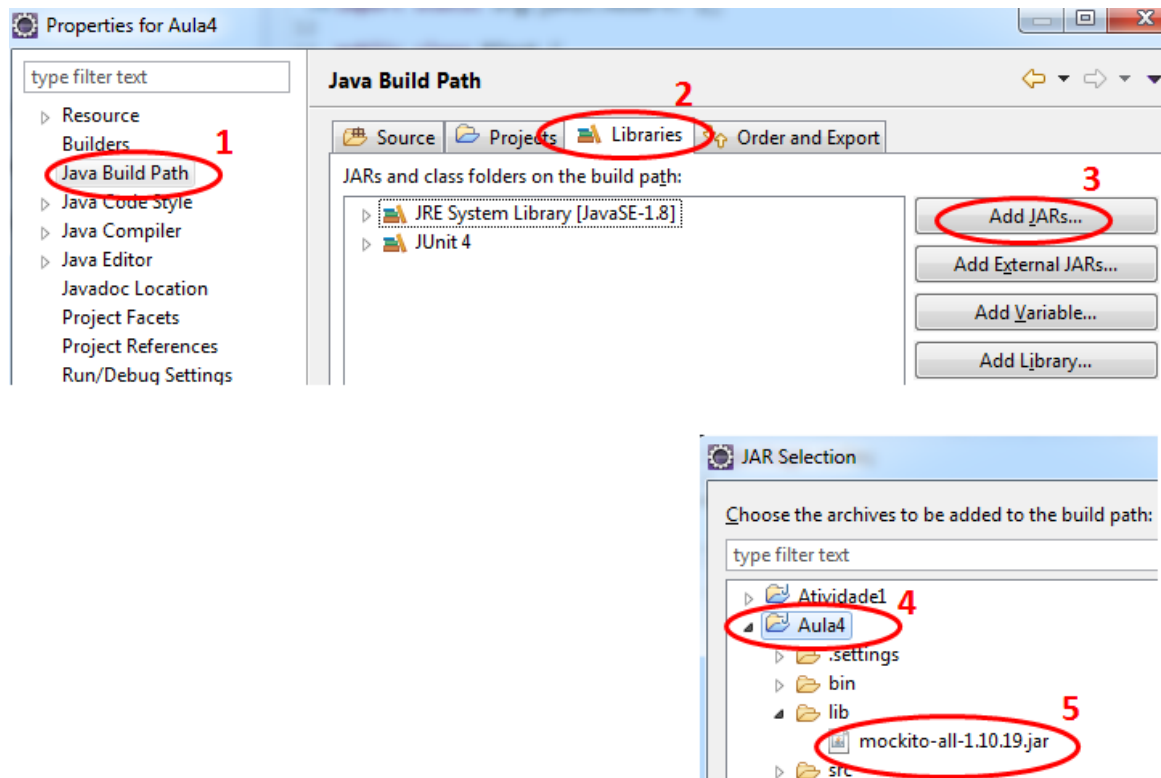 Properties for Aula4
type filter text
Resource
Builders
1
Java Build Path
Java Code Style
Java Compiler
Java Editor
Javadoc Location
Project Facets
Project References
Run/Debug Settings
Java Build Path
2
Source
Projects
Libraries
Order and Export
JARs and class folders on the build path:
JRE System Library [JavaSE-1.8]
JUnit 4
3
Add JARs...
Add External JARs...
Add Variable...
Add Library...
JAR Selection
Choose the archives to be added to the build path:
type filter text
Atividade1
4
Aula4
.settings
bin
lib
5
mockito-all-1.10.19.jar
src